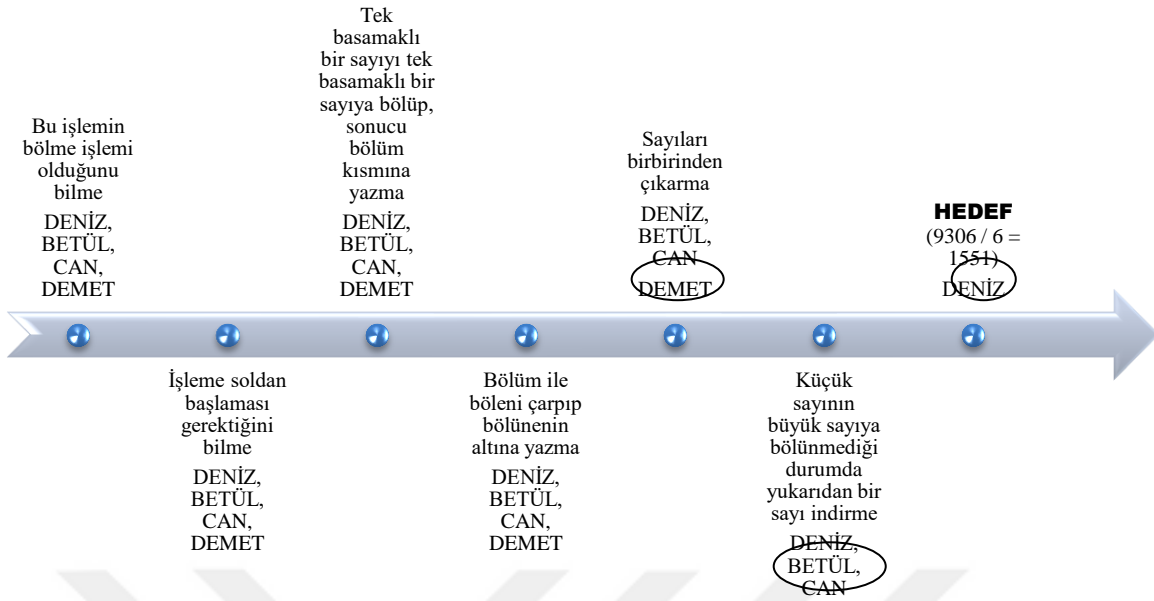 Bu işlemin
bölme işlemi
olduğunu
bilme
DENİZ,
BETÜL,
CAN,
DEMET
İşleme soldan
başlaması
gerektiğini
bilme
DENİZ,
BETÜL,
CAN,
DEMET
Tek
basamaklı
bir sayıyı tek
basamaklı bir
sayıya bölüp,
sonucu
bölüm
kısmına
yazma
DENİZ,
BETÜL,
CAN,
DEMET
Bölüm ile
böleni çarpıp
bölünenin
altına yazma
DENİZ,
BETÜL,
CAN,
DEMET
Sayıları
birbirinden
çıkarma
DENİZ,
BETÜL,
CAN
DEMET
Küçük
sayının
büyük sayıya
bölünmediği
durumda
yukarıdan bir
sayı indirme
DENİZ,
BETÜL,
CAN
HEDEF
(9306 / 6 =
1551)
DENİZ